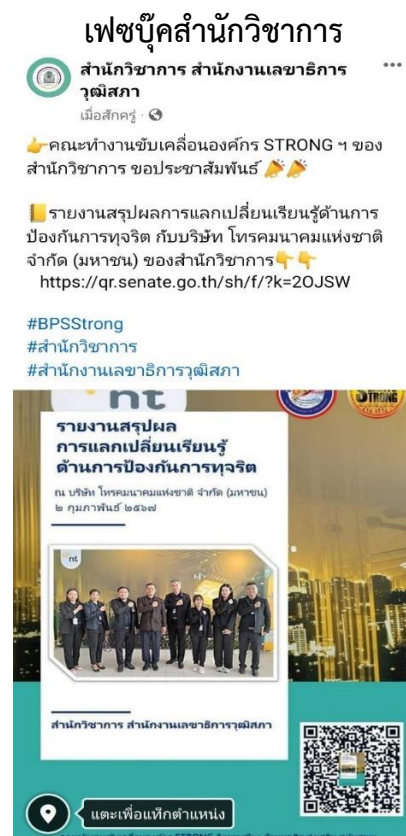 เฟซบุ๊คสำนักวิชาการ
สำนักวิชาการ สำนักงานเลขาธิการ
วุฒิสภา
เมื่อสักครู่ ·
👉คณะทำงานขับเคลื่อนองค์กร STRONG ฯ ของ
สำนักวิชาการ ขอประชาสัมพันธ์ 🎉🎉
📒รายงานสรุปผลการแลกเปลี่ยนเรียนรู้ด้านการ
ป้องกันการทุจริต กับบริษัท โทรคมนาคมแห่งชาติ
จำกัด (มหาชน) ของสำนักวิชาการ👇👇
https://qr.senate.go.th/sh/f/?k=2OJSW
#BPSStrong
#สำนักวิชาการ
#สำนักงานเลขาธิการวุฒิสภา
nt
STRONG
รายงานสรุปผล
การแลกเปลี่ยนเรียนรู้
ด้านการป้องกันการทุจริต
ณ บริษัท โทรคมนาคมแห่งชาติ จำกัด (มหาชน)
๒ กุมภาพันธ์ ๒๕๖๗
nt
สำนักวิชาการ สำนักงานเลขาธิการวุฒิสภา
แตะเพื่อแท็กตำแหน่ง